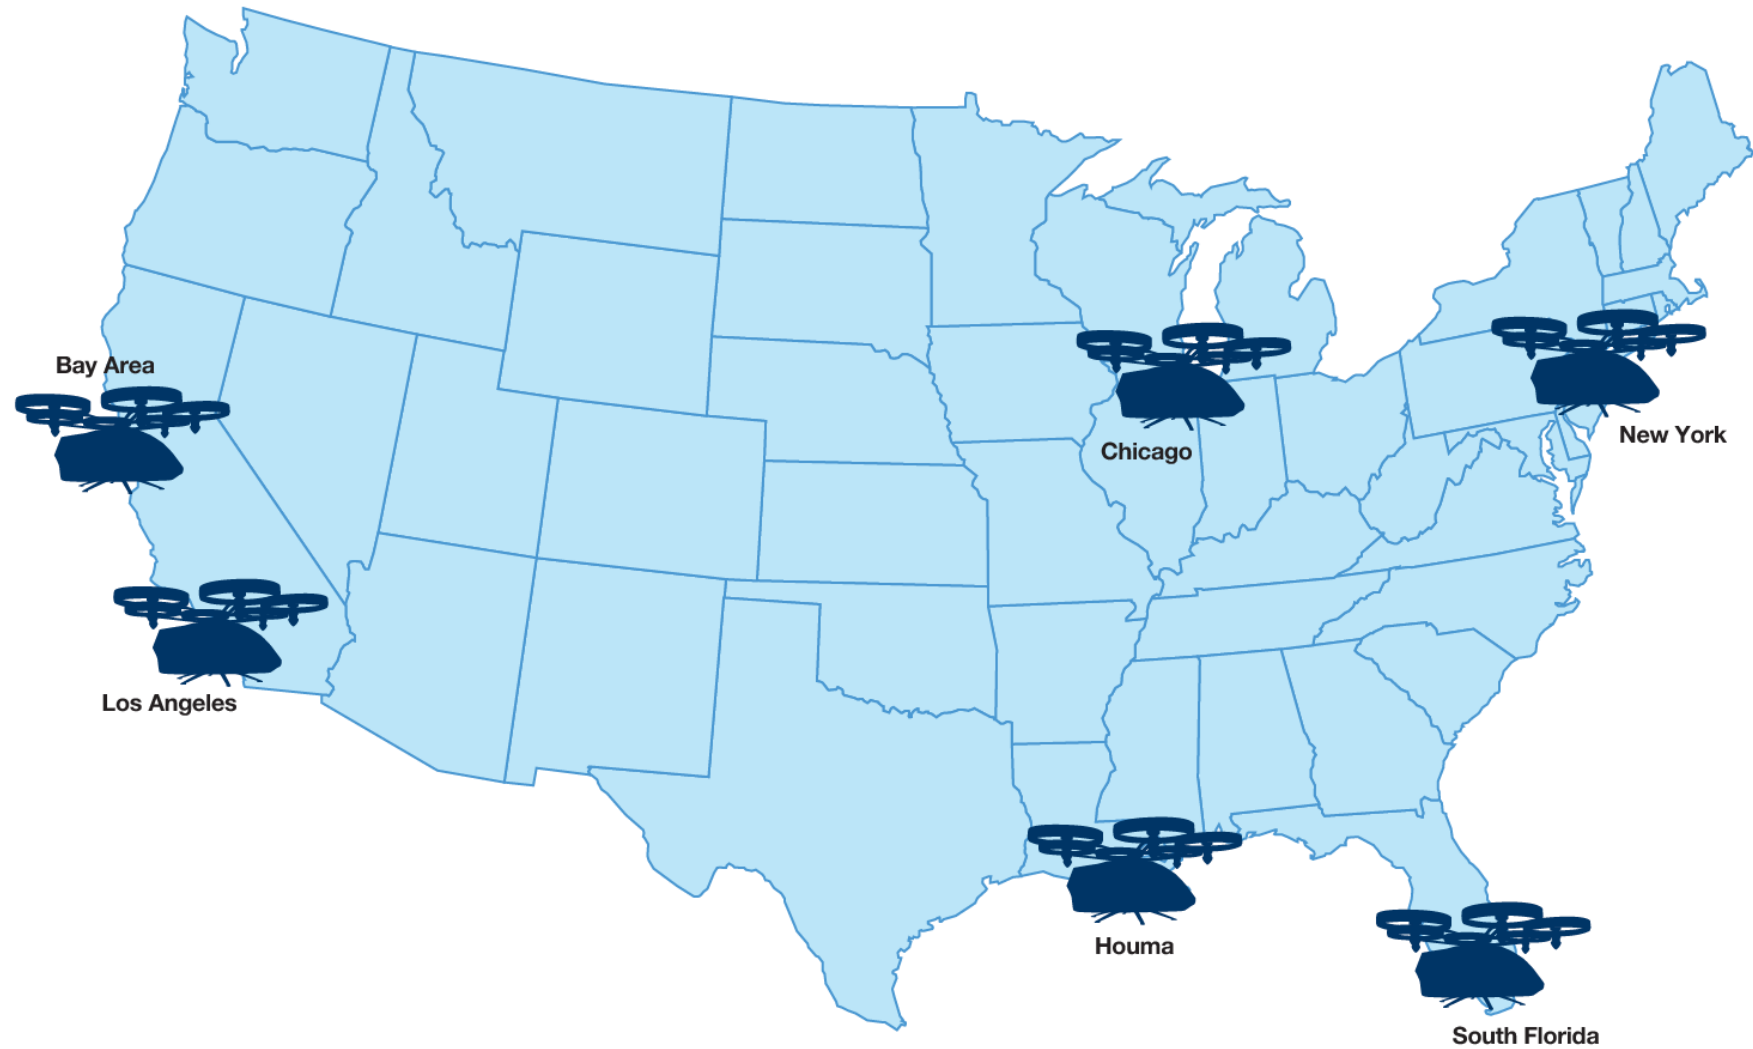 Bay Area
New York
Chicago
Los Angeles
Houma
South Florida